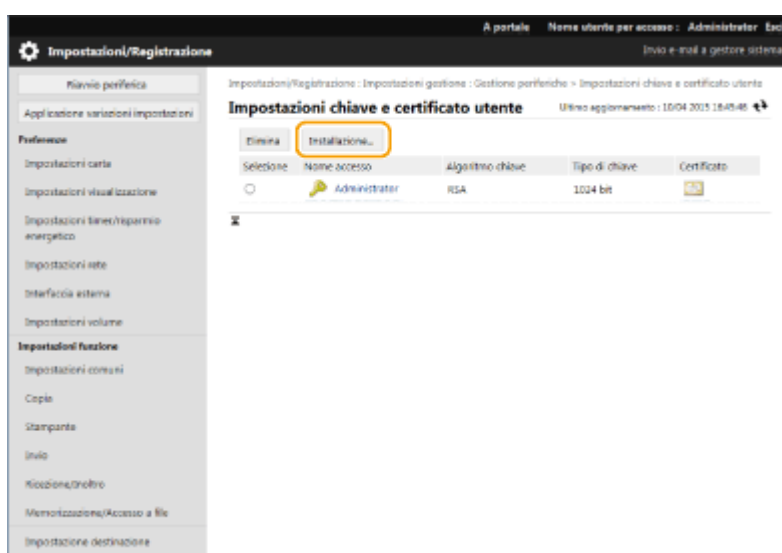 A portale Nome utente per accesso : Administrator Esci
Impostazioni/Registrazione
Invio e-mail a gestore sistema
Riavvio periferica
Applicazione variazioni impostazioni
Preferenze
Impostazioni carta
Impostazioni visualizzazione
Impostazioni timer/risparmio
energetico
Impostazioni rete
Interfaccia esterna
Impostazioni volume
Impostazioni funzione
Impostazioni comuni
Copia
Stampante
Invio
Ricezione/Inoltro
Memorizzazione/Accesso a file
Impostazione destinazione
Impostazioni/Registrazione : Impostazioni gestione : Gestione periferiche > Impostazioni chiave e certificato utente
Impostazioni chiave e certificato utente
Ultimo aggiornamento : 10/04 2015 18:45:46
Elimina Installazione...
Selezione Nome accesso Algoritmo chiave Tipo di chiave Certificato
Administrator RSA 1024 bit